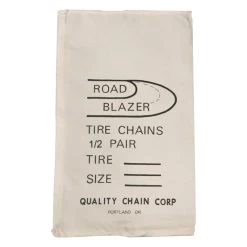 ROAD
BLAZER
TIRE CHAINS
1/2 PAIR
TIRE
SIZE
QUALITY CHAIN CORP
PORTLAND OR